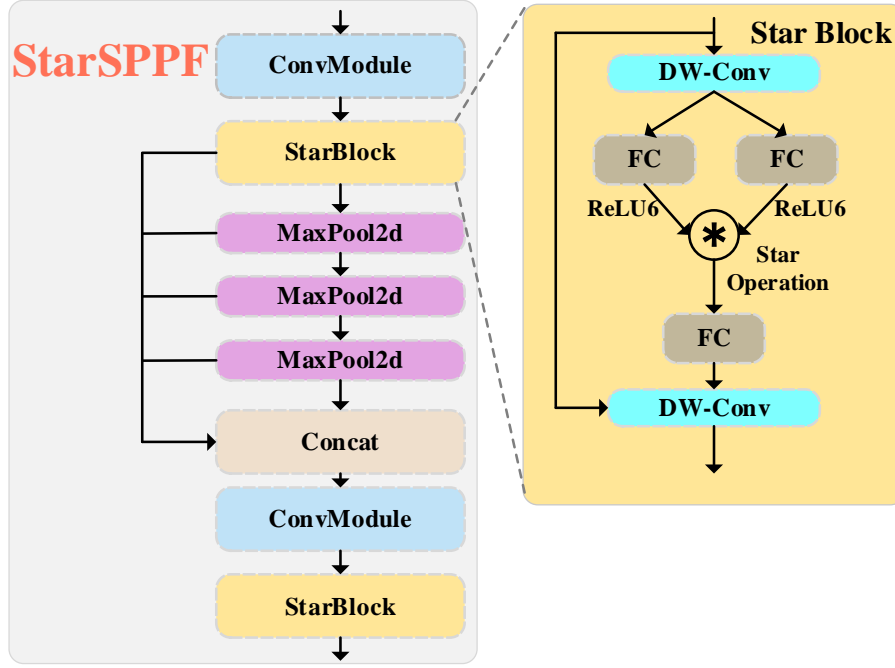 StarSPPF
ConvModule
StarBlock
MaxPool2d
MaxPool2d
MaxPool2d
Concat
ConvModule
StarBlock
Star Block
DW-Conv
FC
FC
ReLU6
ReLU6
*
Star
Operation
FC
DW-Conv